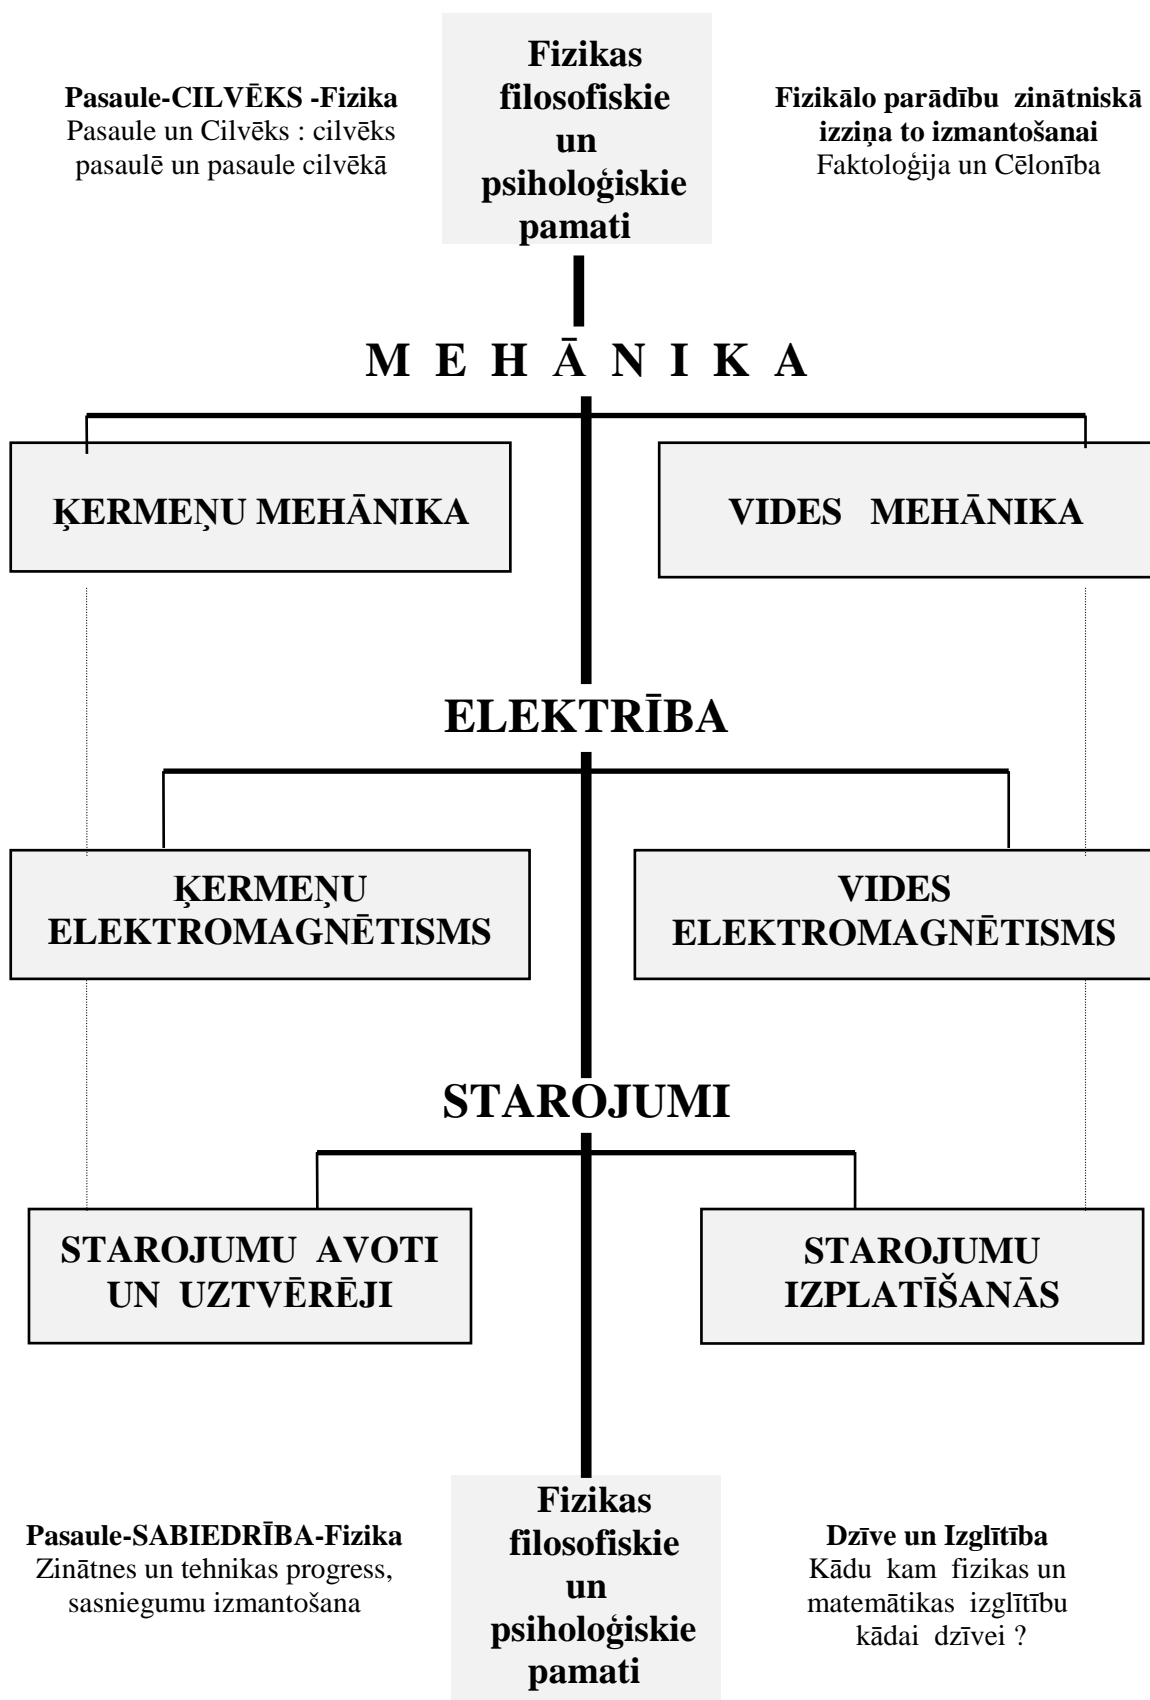 Pasaule-CILVĒKS -Fizika
Pasaule un Cilvēks : cilvēks
pasaulē un pasaule cilvēkā
Fizikas
filosofiskie
un
psiholoģiskie
pamati
Fizikālo parādību zinātniskā
izziņa to izmantošanai
Faktoloģija un Cēlonība
M E H Ā N I K A
ĶERMEŅU MEHĀNIKA
VIDES MEHĀNIKA
ELEKTRĪBA
ĶERMEŅU
ELEKTROMAGNĒTISMS
VIDES
ELEKTROMAGNĒTISMS
STAROJUMI
STAROJUMU AVOTI
UN UZTVĒRĒJI
STAROJUMU
IZPLATĪŠANĀS
Pasaule-SABIEDRĪBA-Fizika
Zinātnes un tehnikas progress,
sasniegumu izmantošana
Fizikas
filosofiskie
un
psiholoģiskie
pamati
Dzīve un Izglītība
Kādu kam fizikas un
matemātikas izglītību
kādai dzīvei ?